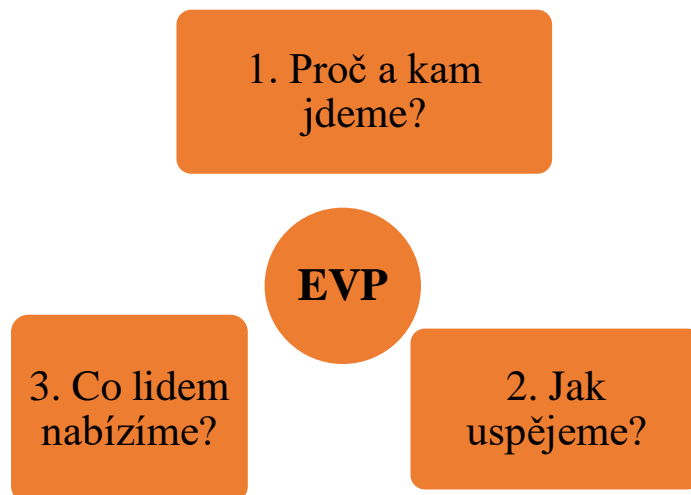 1. Proč a kam
jdeme?
EVP
3. Co lidem
nabízíme?
2. Jak
uspějeme?